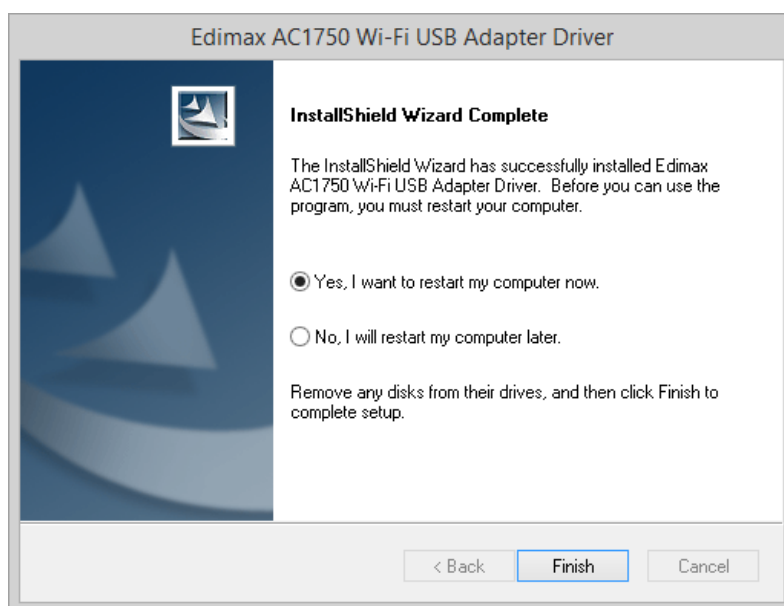 Edimax AC1750 Wi-Fi USB Adapter Driver
InstallShield Wizard Complete
The InstallShield Wizard has successfully installed Edimax
AC1750 Wi-Fi USB Adapter Driver.  Before you can use the
program, you must restart your computer.
Yes, I want to restart my computer now.
No, I will restart my computer later.
Remove any disks from their drives, and then click Finish to
complete setup.
< Back Finish Cancel